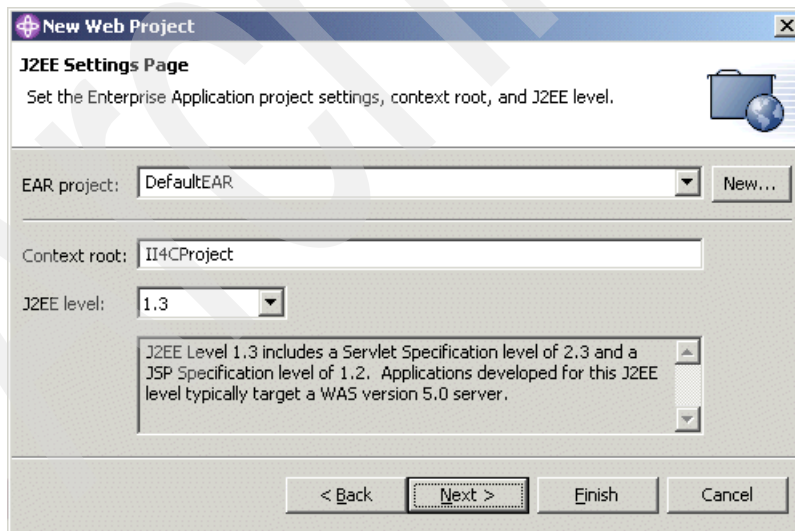 New Web Project
J2EE Settings Page
Set the Enterprise Application project settings, context root, and J2EE level.
EAR project: DefaultEAR New...
Context root: II4CProject
J2EE level: 1.3
J2EE Level 1.3 includes a Servlet Specification level of 2.3 and a
JSP Specification level of 1.2. Applications developed for this J2EE
level typically target a WAS version 5.0 server.
< Back Next > Finish Cancel